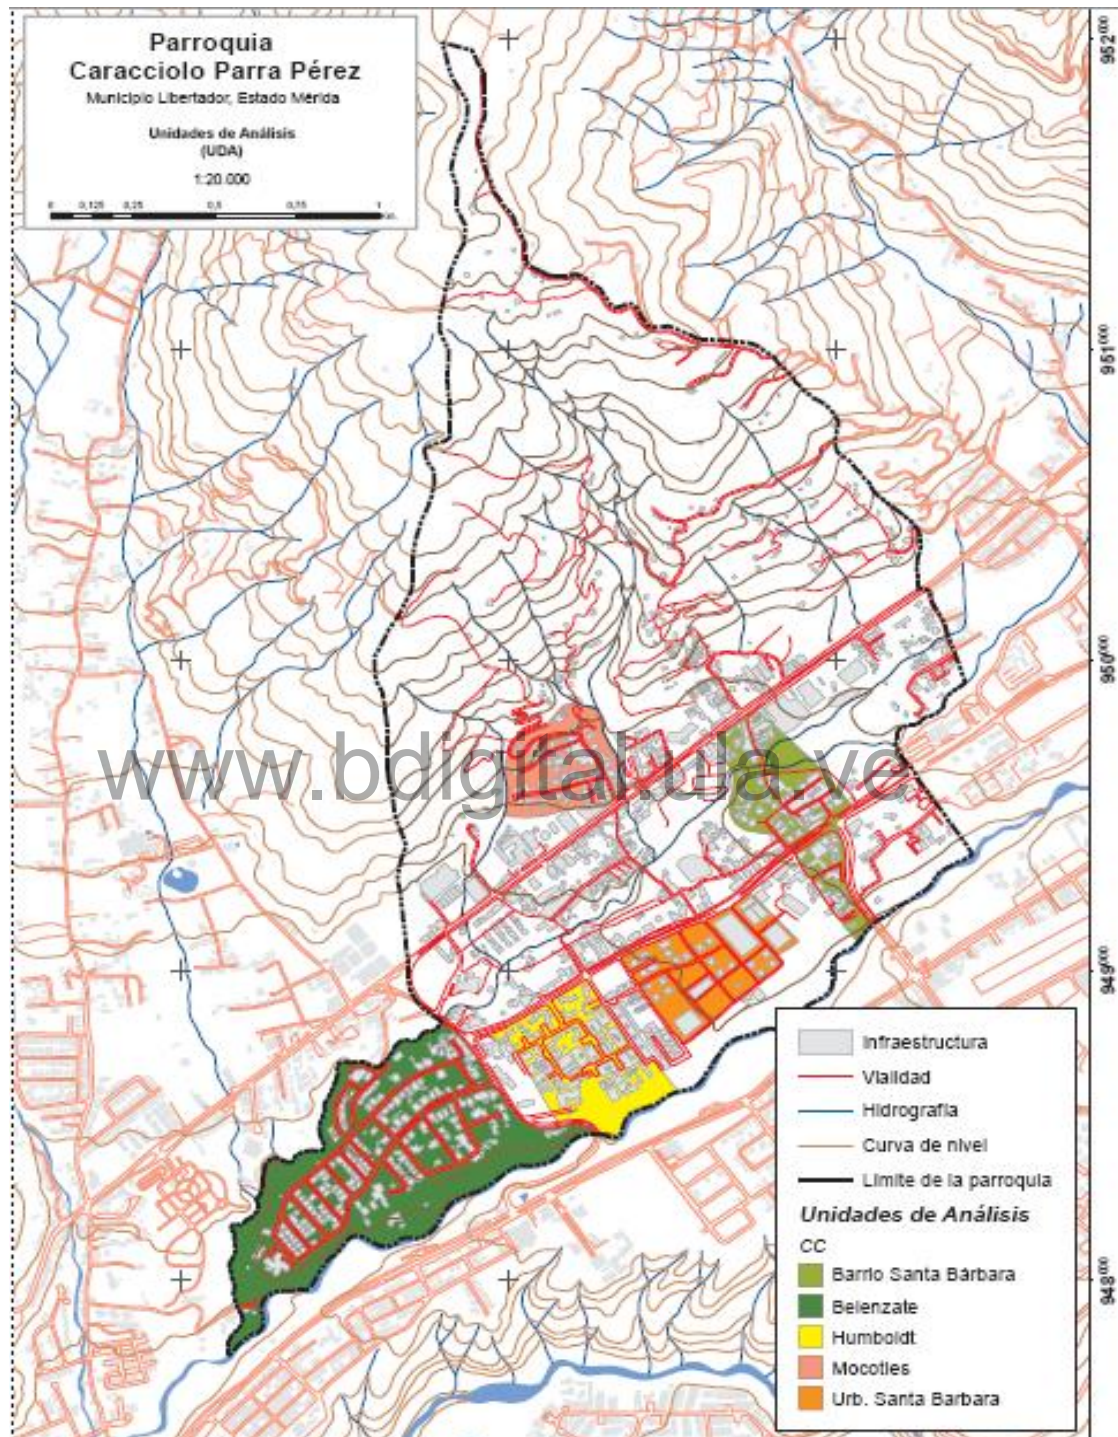 Parroquia
Caracciolo Parra Pérez
Municipio Libertador, Estado Mérida
Unidades de Análisis
(UDA)
1:20.000
0 0,125 0,25 0,5 0,75 1
Km.
952000
951000
950000
949000
948000
www.bdigital.ula.ve
Infraestructura
Vialidad
Hidrografía
Curva de nivel
Limite de la parroquia
Unidades de Análisis
CC
Barrio Santa Bárbara
Belenzate
Humboldt
Mocotíes
Urb. Santa Barbara